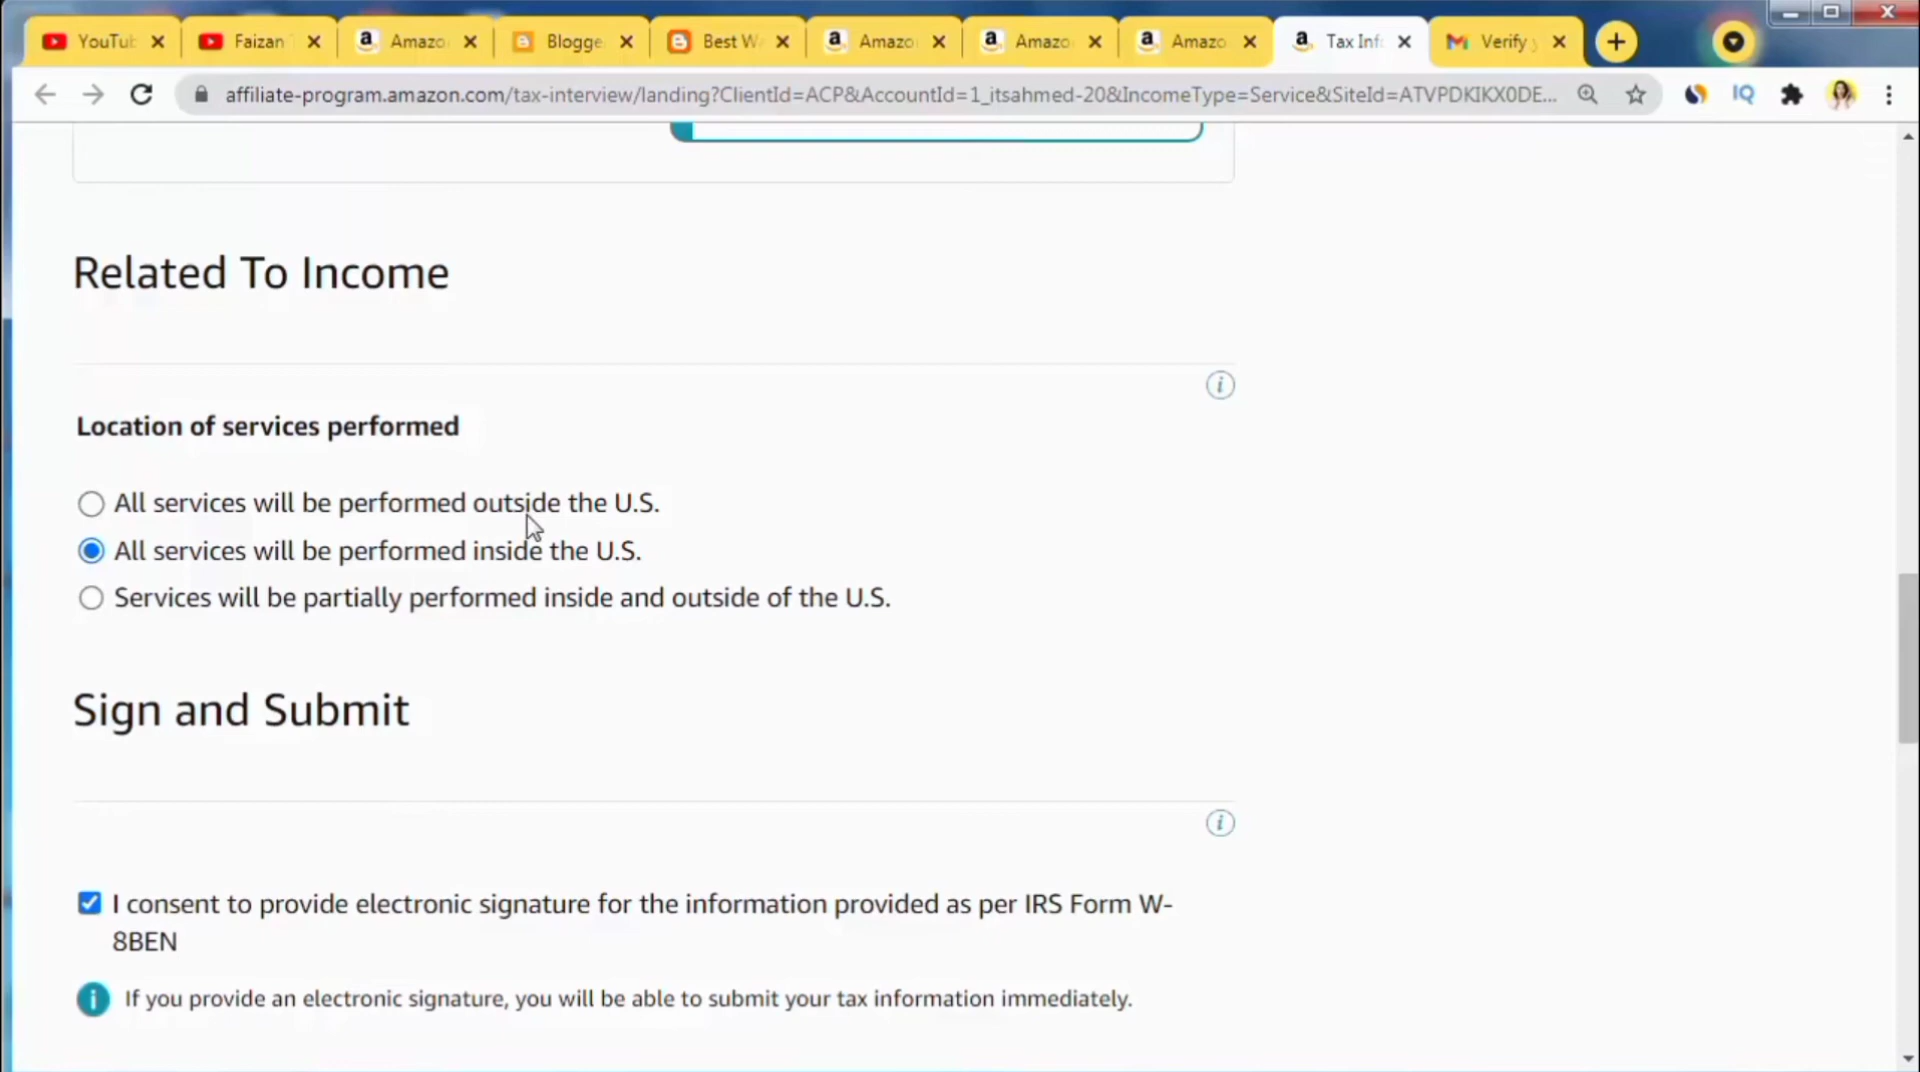 YouTub
Faizan
Amazo
Blogge
Best W
Amazo
Amazo
Amazo
Tax Inf
Verify
affiliate-program.amazon.com/tax-interview/landing?ClientId=ACP&AccountId=1_itsahmed-20&IncomeType=Service&SiteId=ATVPDKIKX0DE...
IQ
Related To Income
Location of services performed
All services will be performed outside the U.S.
All services will be performed inside the U.S.
Services will be partially performed inside and outside of the U.S.
Sign and Submit
I consent to provide electronic signature for the information provided as per IRS Form W-
8BEN
If you provide an electronic signature, you will be able to submit your tax information immediately.